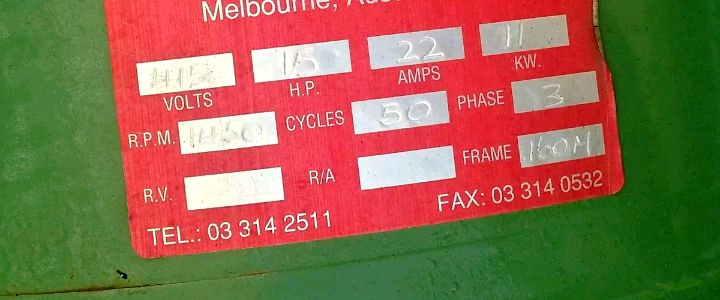 Melbourne,
415 15 22 11
VOLTS H.P. AMPS KW.
R.P.M. 1460 CYCLES 50 PHASE 3
R.V. R/A FRAME 160M
TEL.: 03 314 2511 FAX: 03 314 0532